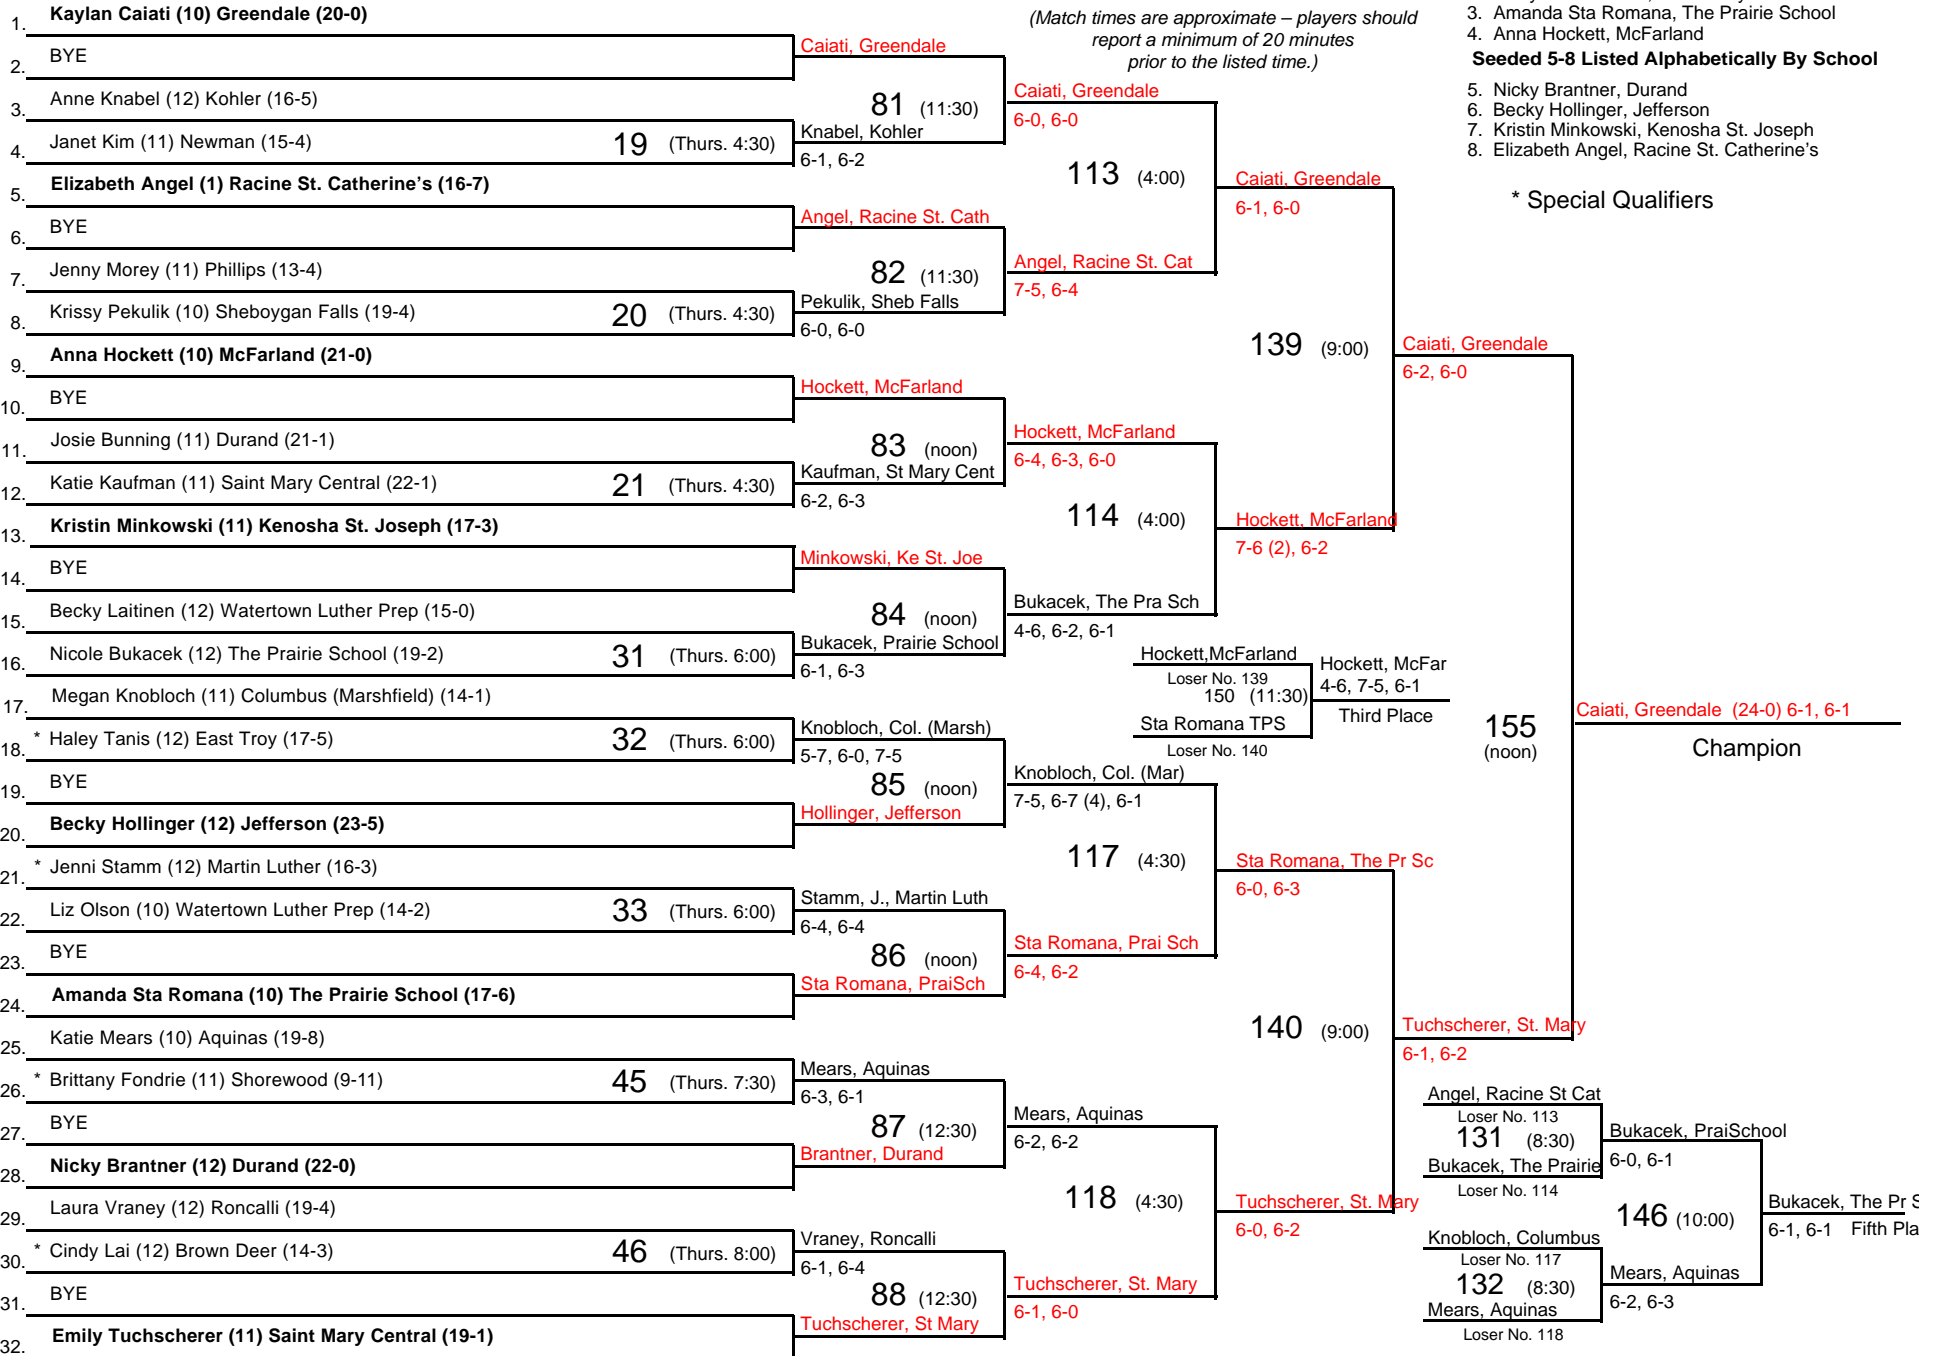 1. Kaylan Caiati (10) Greendale (20-0)
2. BYE
3. Anne Knabel (12) Kohler (16-5)
4. Janet Kim (11) Newman (15-4)
5. Elizabeth Angel (1) Racine St. Catherine's (16-7)
6. BYE
7. Jenny Morey (11) Phillips (13-4)
8. Krissy Pekulik (10) Sheboygan Falls (19-4)
9. Anna Hockett (10) McFarland (21-0)
10. BYE
11. Josie Bunning (11) Durand (21-1)
12. Katie Kaufman (11) Saint Mary Central (22-1)
13. Kristin Minkowski (11) Kenosha St. Joseph (17-3)
14. BYE
15. Becky Laitinen (12) Watertown Luther Prep (15-0)
16. Nicole Bukacek (12) The Prairie School (19-2)
17. Megan Knobloch (11) Columbus (Marshfield) (14-1)
18. * Haley Tanis (12) East Troy (17-5)
19. BYE
20. Becky Hollinger (12) Jefferson (23-5)
21. * Jenni Stamm (12) Martin Luther (16-3)
22. Liz Olson (10) Watertown Luther Prep (14-2)
23. BYE
24. Amanda Sta Romana (10) The Prairie School (17-6)
25. Katie Mears (10) Aquinas (19-8)
26. * Brittany Fondrie (11) Shorewood (9-11)
27. BYE
28. Nicky Brantner (12) Durand (22-0)
29. Laura Vraney (12) Roncalli (19-4)
30. * Cindy Lai (12) Brown Deer (14-3)
31. BYE
32. Emily Tuchscherer (11) Saint Mary Central (19-1)
19 (Thurs. 4:30)
20 (Thurs. 4:30)
21 (Thurs. 4:30)
31 (Thurs. 6:00)
32 (Thurs. 6:00)
33 (Thurs. 6:00)
45 (Thurs. 7:30)
46 (Thurs. 8:00)
Caiati, Greendale
81 (11:30)
Knabel, Kohler
6-1, 6-2
Angel, Racine St. Cath
82 (11:30)
Pekulik, Sheb Falls
6-0, 6-0
Hockett, McFarland
83 (noon)
Kaufman, St Mary Cent
6-2, 6-3
Minkowski, Ke St. Joe
84 (noon)
Bukacek, Prairie School
6-1, 6-3
Knobloch, Col. (Marsh)
5-7, 6-0, 7-5
85 (noon)
Hollinger, Jefferson
Stamm, J., Martin Luth
6-4, 6-4
86 (noon)
Sta Romana, PraiSch
Mears, Aquinas
6-3, 6-1
87 (12:30)
Brantner, Durand
Vraney, Roncalli
6-1, 6-4
88 (12:30)
Tuchscherer, St Mary
(Match times are approximate – players should
report a minimum of 20 minutes
prior to the listed time.)
Caiati, Greendale
6-0, 6-0
113 (4:00)
Angel, Racine St. Cat
7-5, 6-4
Hockett, McFarland
6-4, 6-3, 6-0
114 (4:00)
Bukacek, The Pra Sch
4-6, 6-2, 6-1
Knobloch, Col. (Mar)
7-5, 6-7 (4), 6-1
117 (4:30)
Sta Romana, Prai Sch
6-4, 6-2
Mears, Aquinas
6-2, 6-2
118 (4:30)
Tuchscherer, St. Mary
6-1, 6-0
Caiati, Greendale
6-1, 6-0
139 (9:00)
Hockett, McFarland
7-6 (2), 6-2
Sta Romana, The Pr Sc
6-0, 6-3
140 (9:00)
Tuchscherer, St. Mary
6-0, 6-2
Caiati, Greendale
6-2, 6-0
155
(noon)
Tuchscherer, St. Mary
6-1, 6-2
Caiati, Greendale (24-0) 6-1, 6-1
Champion
Hockett,McFarland
Loser No. 139
150 (11:30)
Sta Romana TPS
Loser No. 140
Hockett, McFar
4-6, 7-5, 6-1
Third Place
3. Amanda Sta Romana, The Prairie School
4. Anna Hockett, McFarland
Seeded 5-8 Listed Alphabetically By School
5. Nicky Brantner, Durand
6. Becky Hollinger, Jefferson
7. Kristin Minkowski, Kenosha St. Joseph
8. Elizabeth Angel, Racine St. Catherine's
* Special Qualifiers
Angel, Racine St Cat
Loser No. 113
131 (8:30)
Bukacek, The Prairie
Loser No. 114
Bukacek, PraiSchool
6-0, 6-1
146 (10:00)
Knobloch, Columbus
Loser No. 117
132 (8:30)
Mears, Aquinas
Loser No. 118
Mears, Aquinas
6-2, 6-3
Bukacek, The Pr S
6-1, 6-1 Fifth Pla